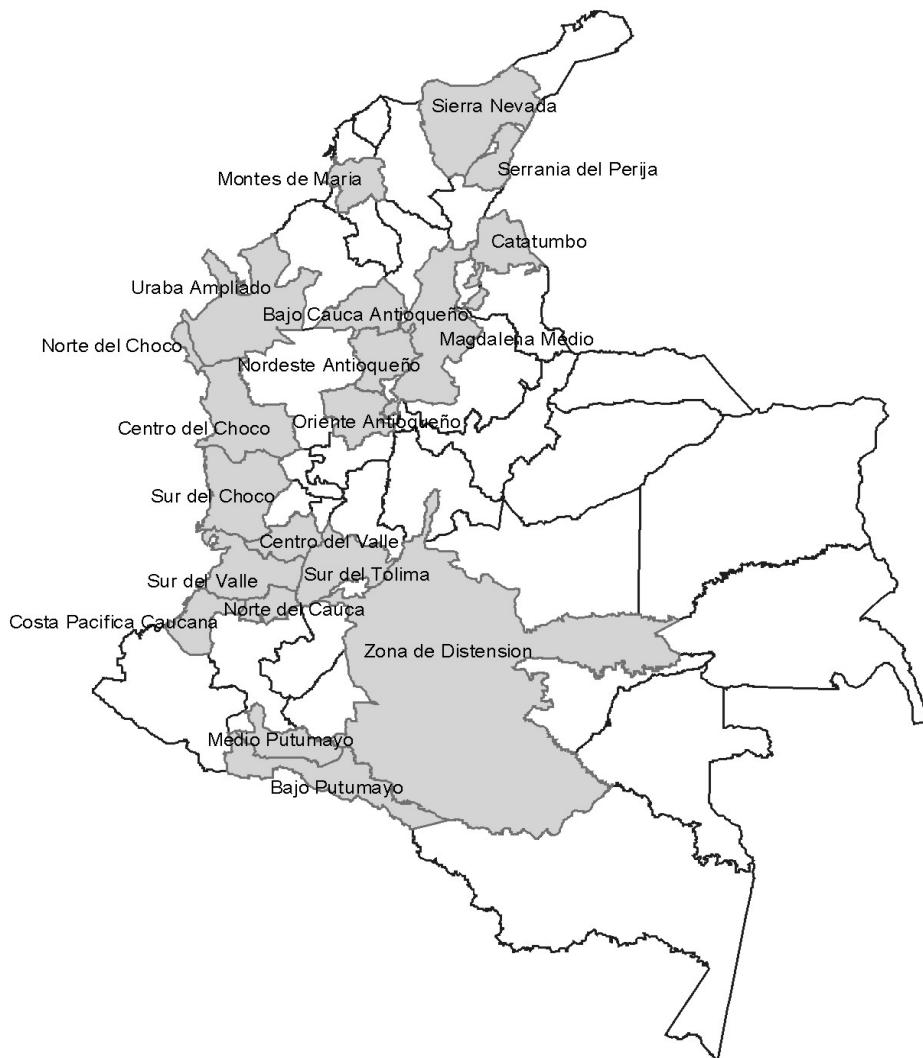 Sierra Nevada
Serrania del Perija
Montes de Maria
Catatumbo
Uraba Ampliado
Bajo Cauca Antioqueño
Magdalena Medio
Norte del Choco
Nordeste Antioqueño
Centro del Choco
Oriente Antioqueño
Sur del Choco
Centro del Valle
Sur del Valle
Sur del Tolima
Norte del Cauca
Costa Pacifica Caucana
Zona de Distension
Medio Putumayo
Bajo Putumayo